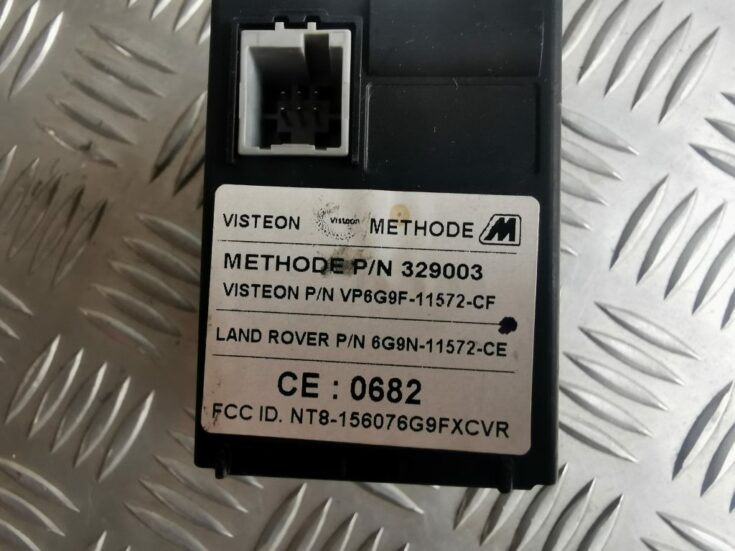 VISTEON Visteon METHODE M
METHODE P/N 329003
VISTEON P/N VP6G9F-11572-CF
LAND ROVER P/N 6G9N-11572-CE
CE : 0682
FCC ID. NT8-156076G9FXCVR